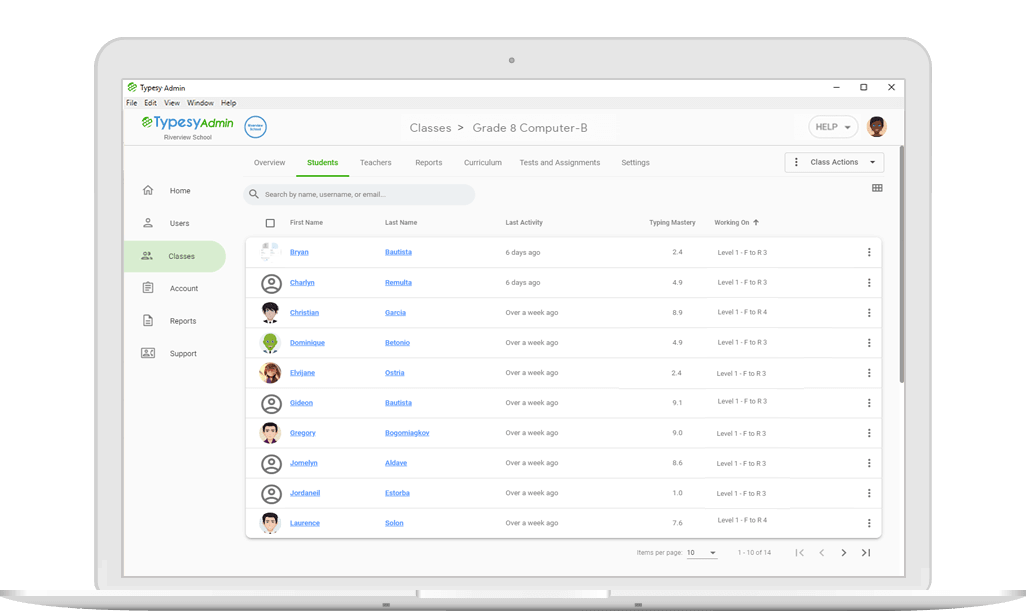 Typesy Admin
File Edit View Window Help
TypesyAdmin
Riverview School
Riverview School
Classes > Grade 8 Computer-B
HELP
Overview Students Teachers Reports Curriculum Tests and Assignments Settings
Class Actions
Home
Users
Classes
Account
Reports
Support
Search by name, username, or email...
First Name Last Name Last Activity Typing Mastery Working On
Bryan Bautista 6 days ago 2.4 Level 1 - F to R 3
Charlyn Remulta 6 days ago 4.9 Level 1 - F to R 3
Christian Garcia Over a week ago 8.9 Level 1 - F to R 4
Dominique Betonio Over a week ago 4.9 Level 1 - F to R 3
Elvijane Ostria Over a week ago 2.4 Level 1 - F to R 3
Gideon Bautista Over a week ago 9.1 Level 1 - F to R 3
Gregory Bogomiagkov Over a week ago 9.0 Level 1 - F to R 3
Jomelyn Aldave Over a week ago 8.6 Level 1 - F to R 3
Jordaneil Estorba Over a week ago 1.0 Level 1 - F to R 3
Laurence Solon Over a week ago 7.6 Level 1 - F to R 4
Items per page: 10 1 - 10 of 14